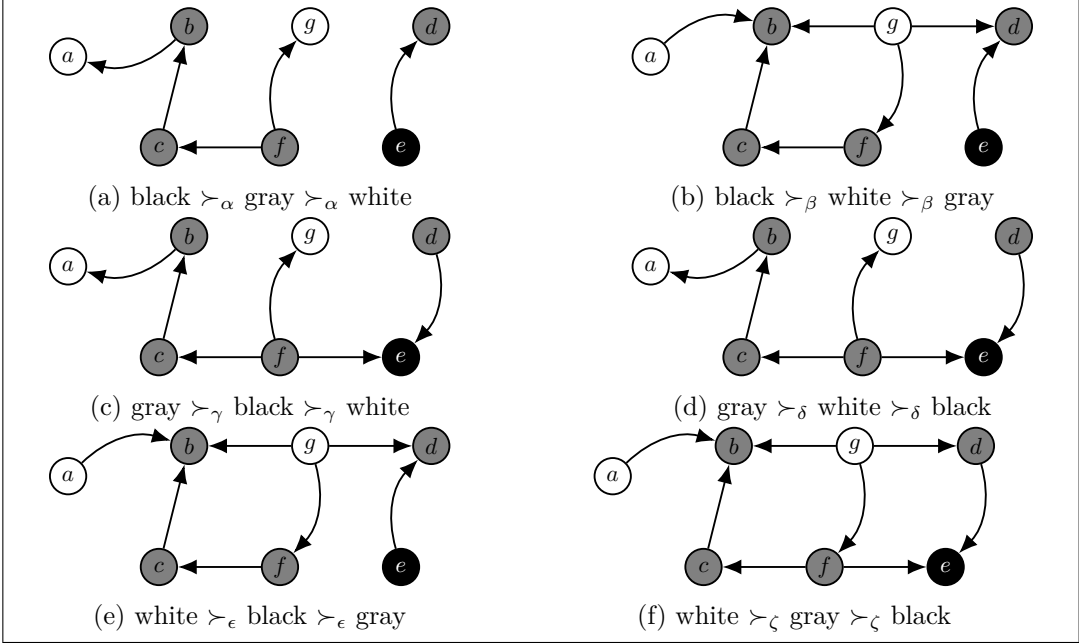 b g d b g d
a a
c f e c f e
(a) black ≻α gray ≻α white (b) black ≻β white ≻β gray
b g d b g d
a a
c f e c f e
(c) gray ≻γ black ≻γ white (d) gray ≻δ white ≻δ black
b g d b g d
a a
c f e c f e
(e) white ≻ϵ black ≻ϵ gray (f) white ≻ζ gray ≻ζ black